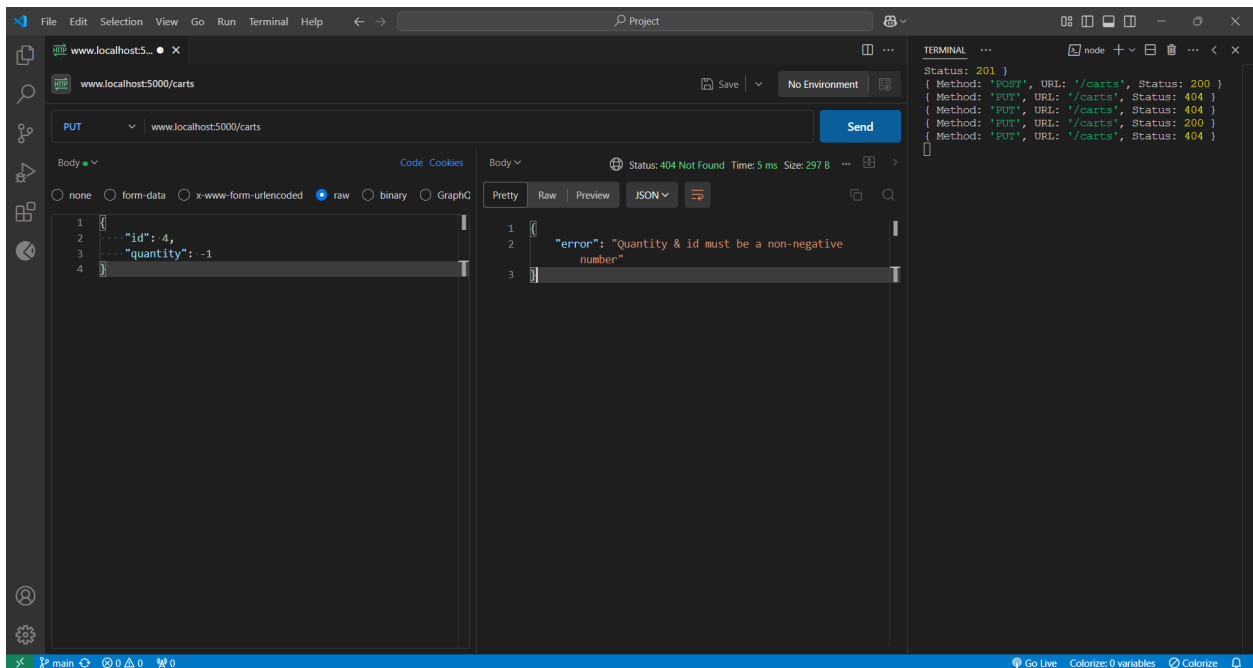 File Edit Selection View Go Run Terminal Help
Project
www.localhost:5...
www.localhost:5000/carts
Save
No Environment
PUT
www.localhost:5000/carts
Send
Body
Code Cookies
none form-data x-www-form-urlencoded raw binary GraphQ
1 {
2 ····"id":·4,
3 ····"quantity":·-1
4 }
Body
Status: 404 Not Found Time: 5 ms Size: 297 B
Pretty Raw Preview JSON
1 {
2 "error": "Quantity & id must be a non-negative
number"
3 }
TERMINAL ··· node
Status: 201 }
{ Method: 'POST', URL: '/carts', Status: 200 }
{ Method: 'PUT', URL: '/carts', Status: 404 }
{ Method: 'PUT', URL: '/carts', Status: 404 }
{ Method: 'PUT', URL: '/carts', Status: 200 }
{ Method: 'PUT', URL: '/carts', Status: 404 }
main 0 0 0
Go Live Colorize: 0 variables Colorize